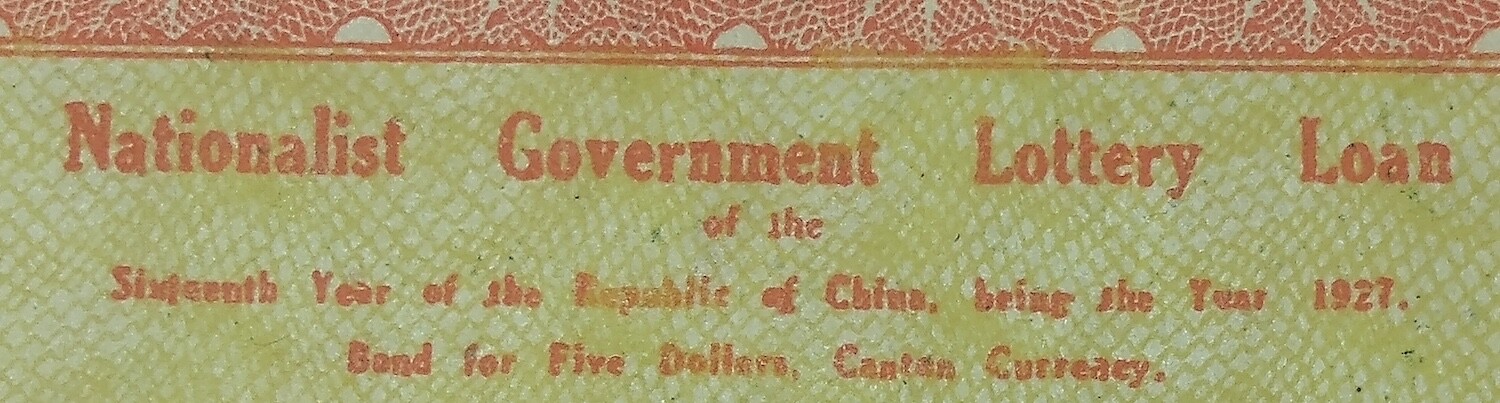 Nationalist Government Lottery Loan
of the
Sixteenth Year of the Republic of China, being the Year 1927.
Bond for Five Dollars, Canton Currency.